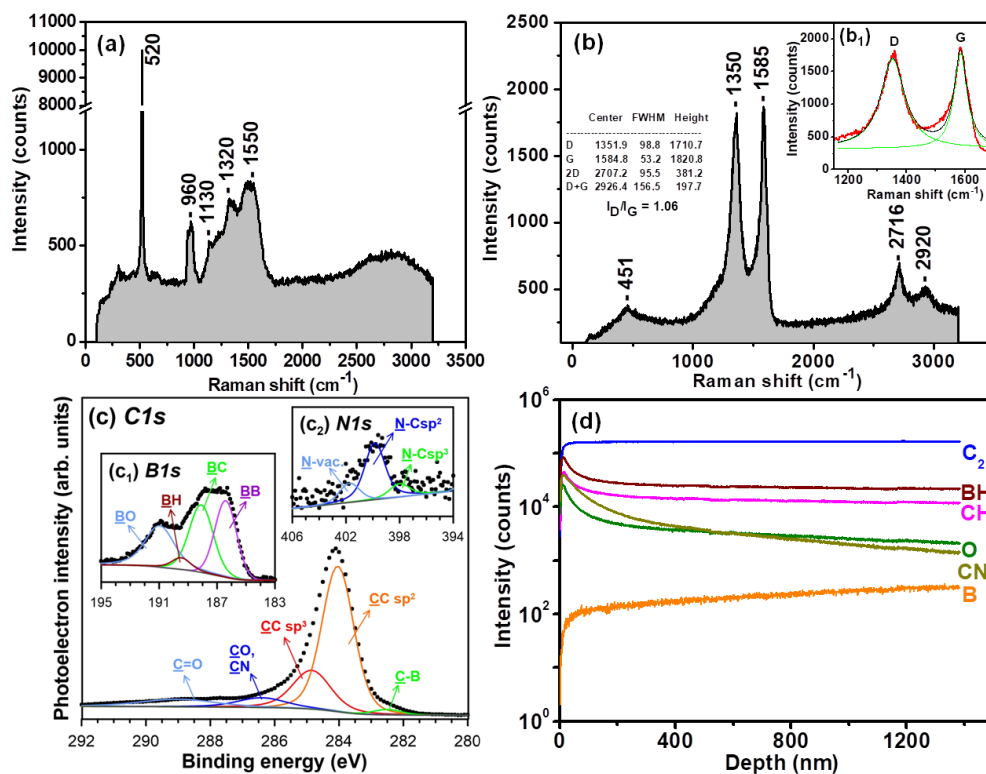 (a)
520
960
1130
1320
1550
11000
10000
9000
8000
1000
500
0
Intensity (counts)
0 500 1000 1500 2000 2500 3000 3500
Raman shift (cm-1)
(b)
2500
2000
1500
1000
500
Intensity (counts)
1350
1585
451
2716
2920
Center FWHM Height
D 1351.9 98.8 1710.7
G 1584.8 53.2 1820.8
2D 2707.2 95.5 381.2
D+G 2926.4 156.5 197.7
ID/IG = 1.06
0 1000 2000 3000
Raman shift (cm-1)
(b1)
D G
2000
1500
1000
500
0
Intensity (counts)
1200 1400 1600
Raman shift (cm-1)
(c) C1s
Photoelectron intensity (arb. units)
(c1) B1s
BO
BH
BC
BB
195 191 187 183
(c2) N1s
N-vac.
N-Csp2
N-Csp3
406 402 398 394
C=O
CO,
CN
CC sp3
CC sp2
C-B
292 290 288 286 284 282 280
Binding energy (eV)
(d)
106
104
102
100
Intensity (counts)
C2
BH
CH
O
CN
B
0 400 800 1200
Depth (nm)